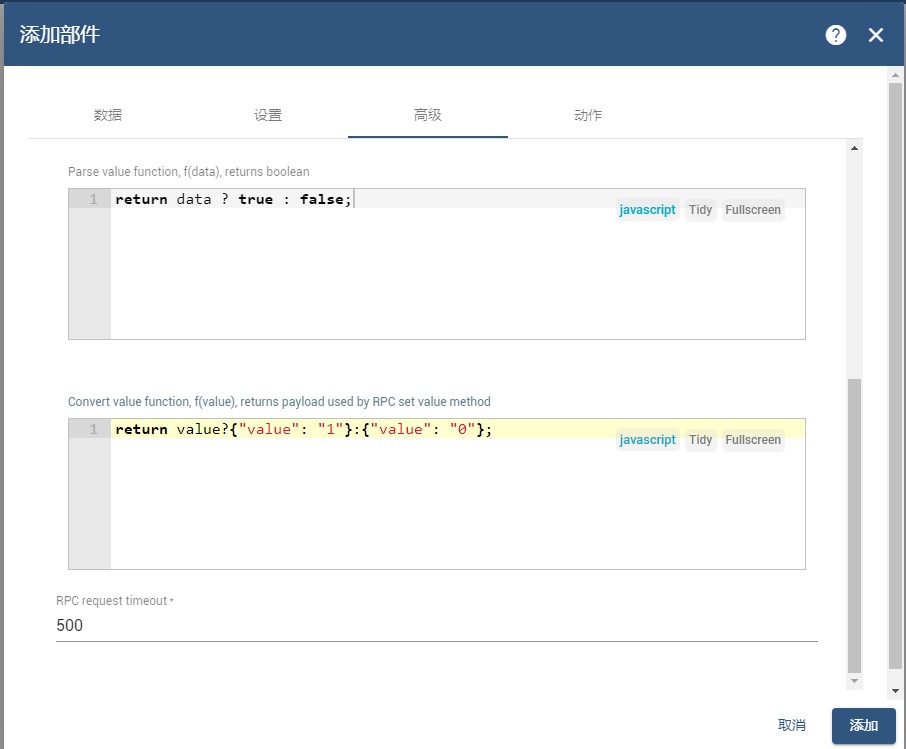 添加部件
数据 设置 高级 动作
Parse value function, f(data), returns boolean
1 return data ? true : false;
javascript Tidy Fullscreen
Convert value function, f(value), returns payload used by RPC set value method
1 return value?{"value": "1"}:{"value": "0"};
javascript Tidy Fullscreen
RPC request timeout *
500
取消 添加